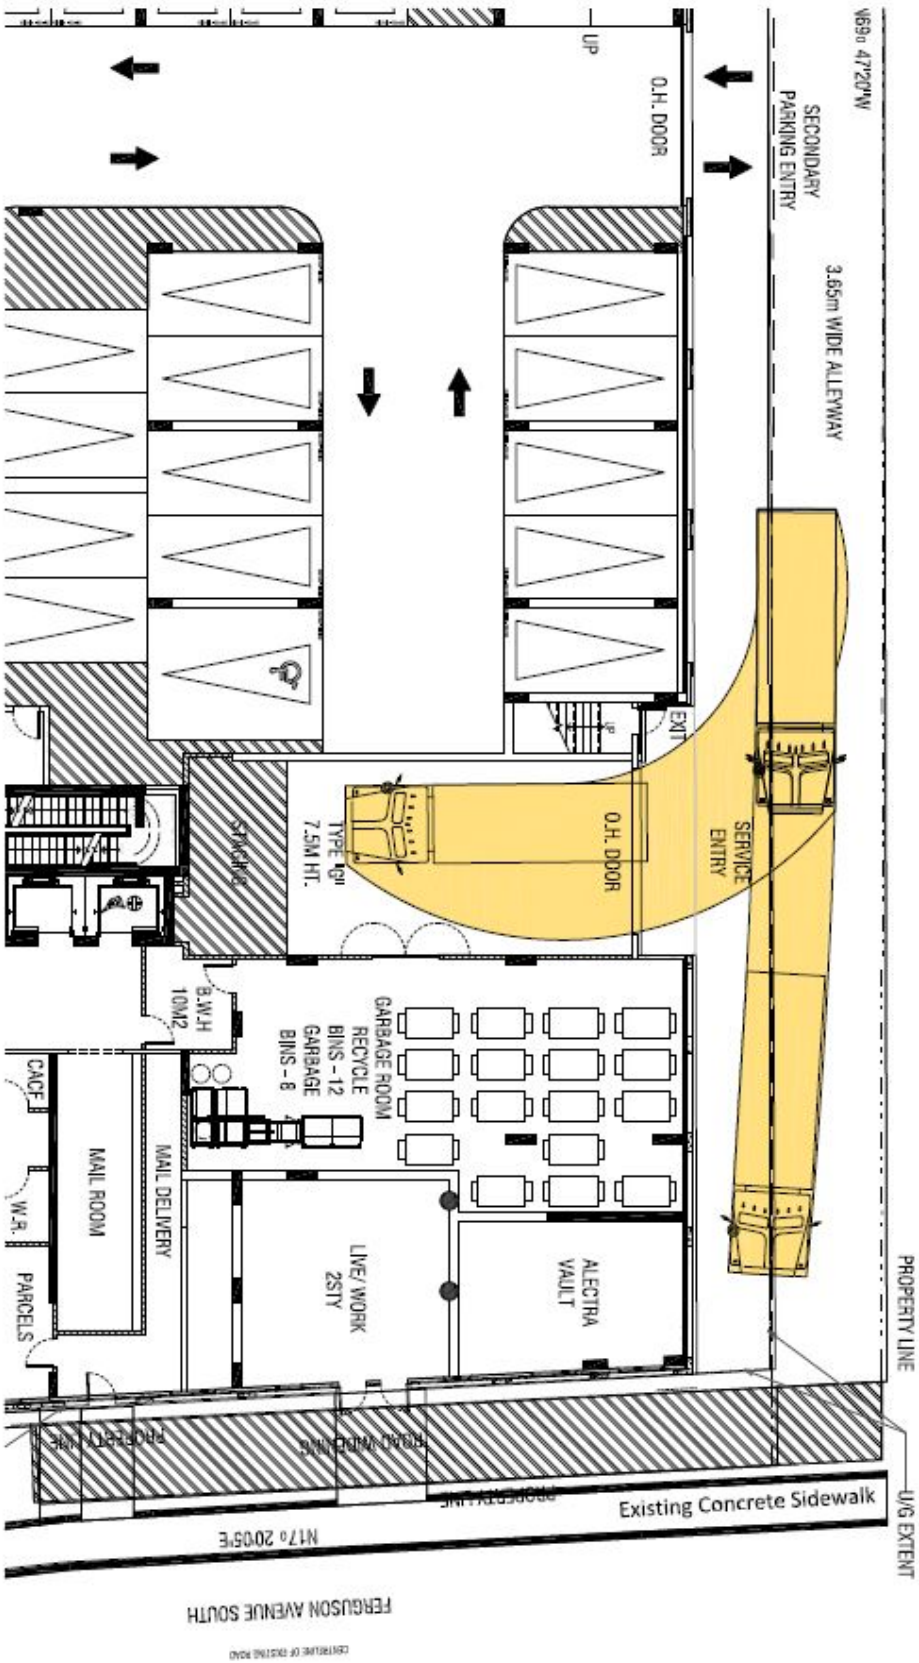 N69° 47'20"W
SECONDARY
PARKING ENTRY
UP
O.H. DOOR
3.65m WIDE ALLEYWAY
EXIT
UP
O.H. DOOR
SERVICE
ENTRY
STAGING
TYPE "G"
7.5M HT.
B.W.H
10M2
GARBAGE ROOM
RECYCLE
BINS - 12
GARBAGE
BINS - 6
CACF
MAIL ROOM
MAIL DELIVERY
W.R.
PARCELS
LIVE/ WORK
2STY
ALECTRA
VAULT
PROPERTY LINE
U/G EXTENT
PROPERTY LINE
ROAD WIDENING
PROPERTY LINE
Existing Concrete Sidewalk
N17° 20'05"E
FERGUSON AVENUE SOUTH
CENTRELINE OF EXISTING ROAD